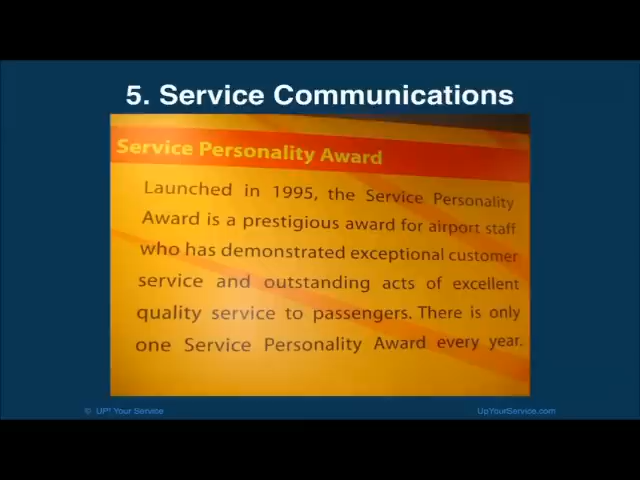 5. Service Communications
Service Personality Award
Launched in 1995, the Service Personality
Award is a prestigious award for airport staff
who has demonstrated exceptional customer
service and outstanding acts of excellent
quality service to passengers. There is only
one Service Personality Award every year.
© UP! Your Service
UpYourService.com